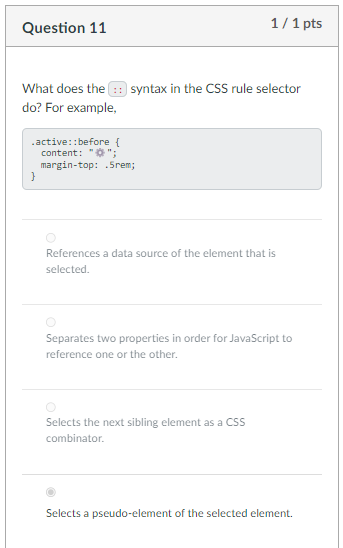 Question 11
1 / 1 pts
What does the :: syntax in the CSS rule selector
do? For example,
.active::before {
content: "⚙";
margin-top: .5rem;
}
References a data source of the element that is
selected.
Separates two properties in order for JavaScript to
reference one or the other.
Selects the next sibling element as a CSS
combinator.
Selects a pseudo-element of the selected element.